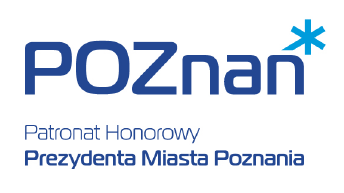 POZnan*
Patronat Honorowy
Prezydenta Miasta Poznania